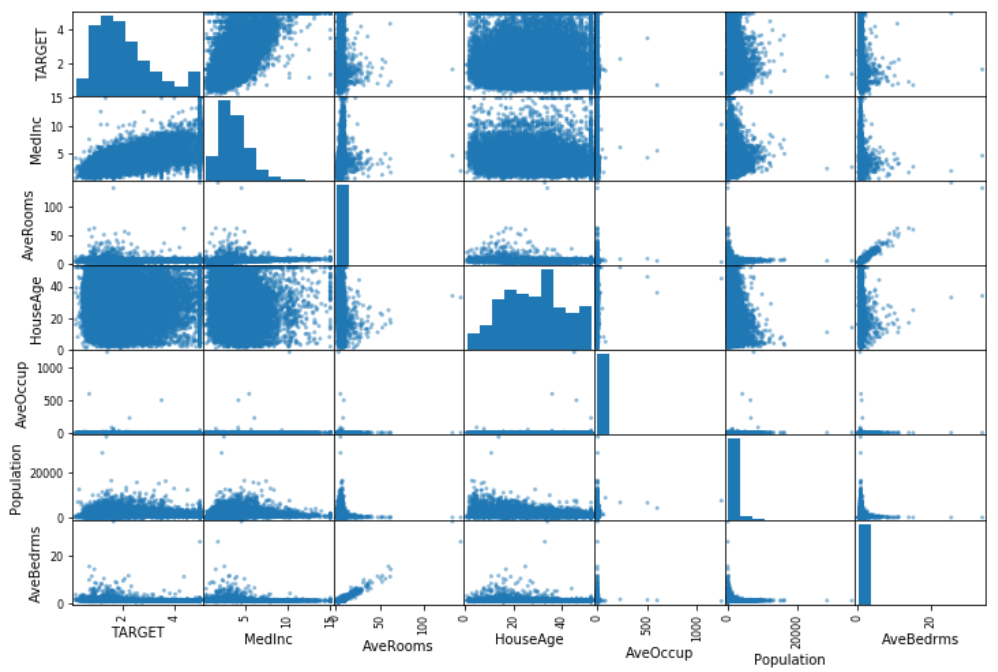 TARGET
4
2
MedInc
15
10
5
AveRooms
100
50
0
HouseAge
40
20
0
AveOccup
1000
500
0
Population
20000
0
AveBedrms
20
0
2 4
TARGET
5 10 15
MedInc
0 50 100
AveRooms
0 20 40
HouseAge
0 500 1000
AveOccup
0 20000
Population
0 20
AveBedrms